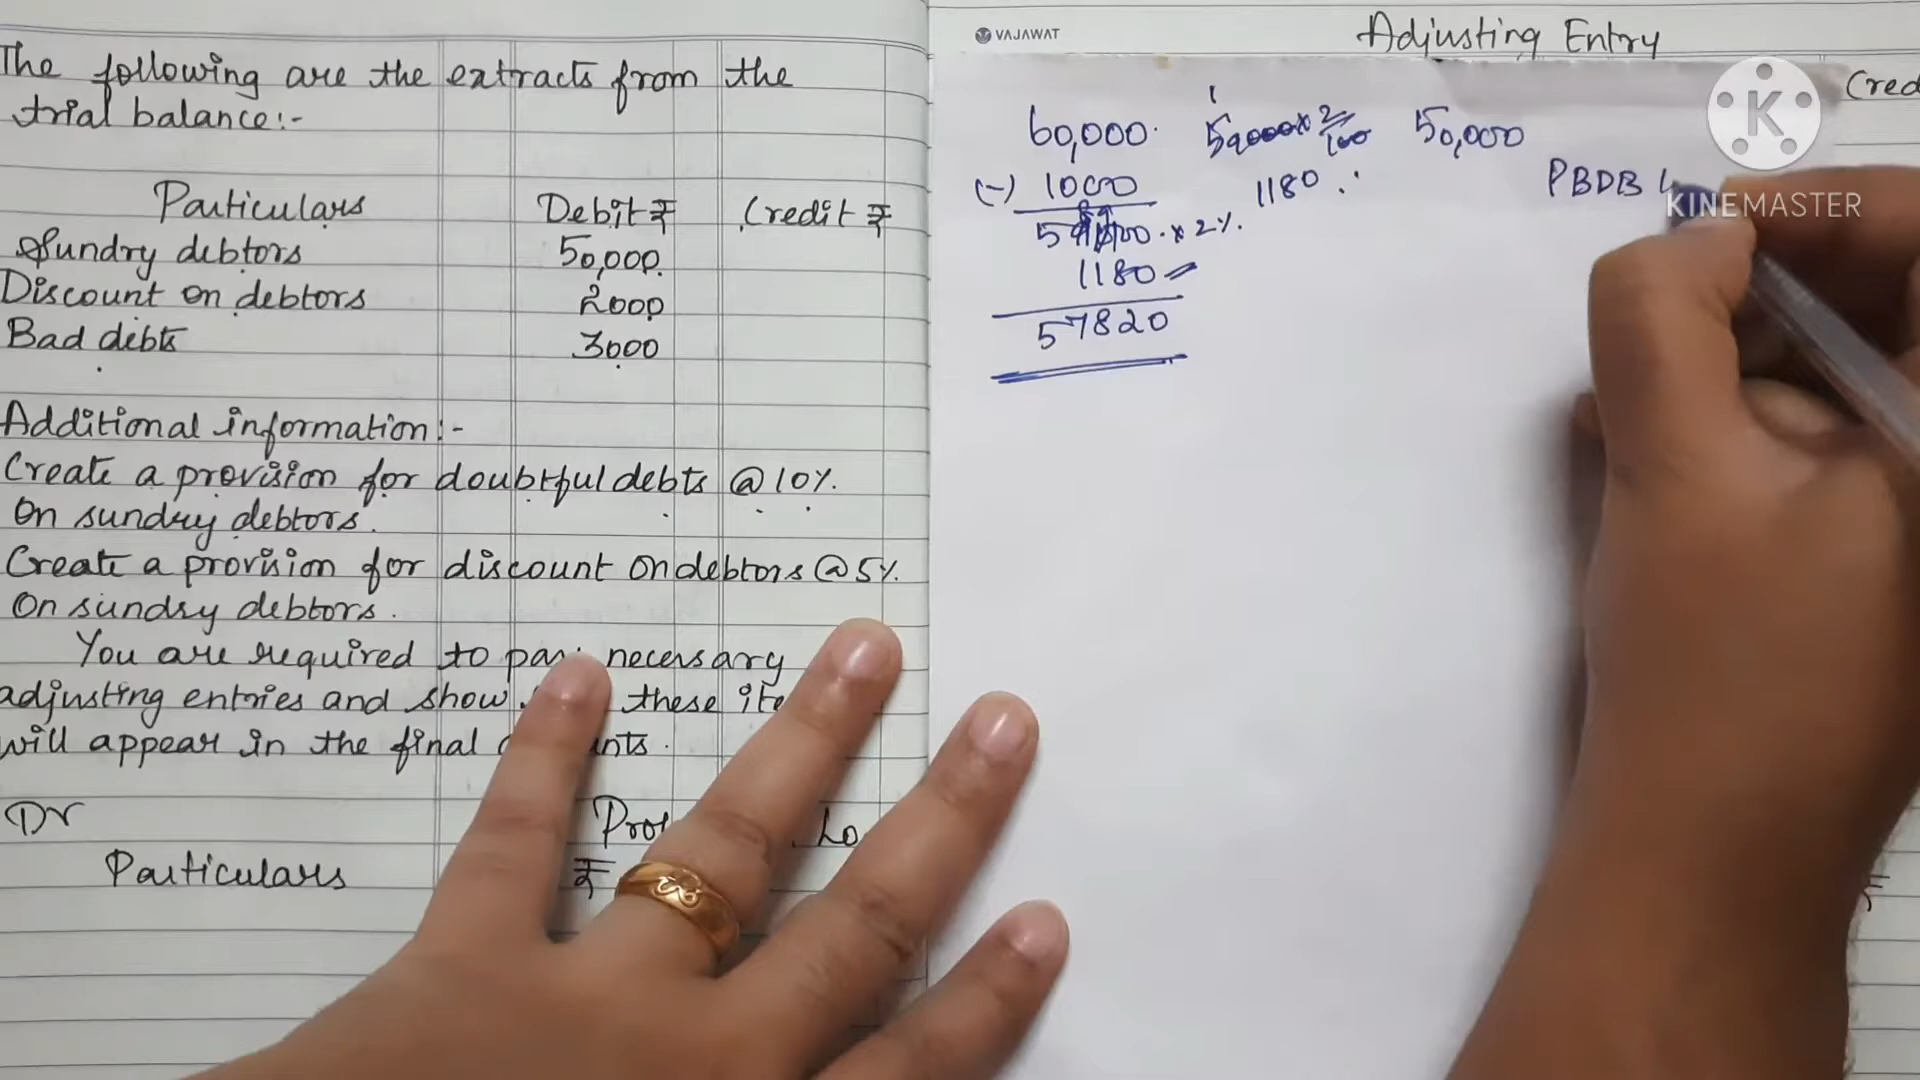 The following are the extracts from the
trial balance:-
Particulars Debit ₹ Credit ₹
Sundry debtors 50,000
Discount on debtors 2000
Bad debts 3000
Additional information:-
Create a provision for doubtful debts @ 10%.
On sundry debtors.
Create a provision for discount on debtors @ 5%.
On sundry debtors.
You are required to necessary
adjusting entries and show these
will appear in the final
Dr
Particulars ₹
VAJAWAT
Adjusting Entry
60,000. 50,000
(-) 1000 1180
× 2%.
1180
57820
PBDB
K
KINEMASTER